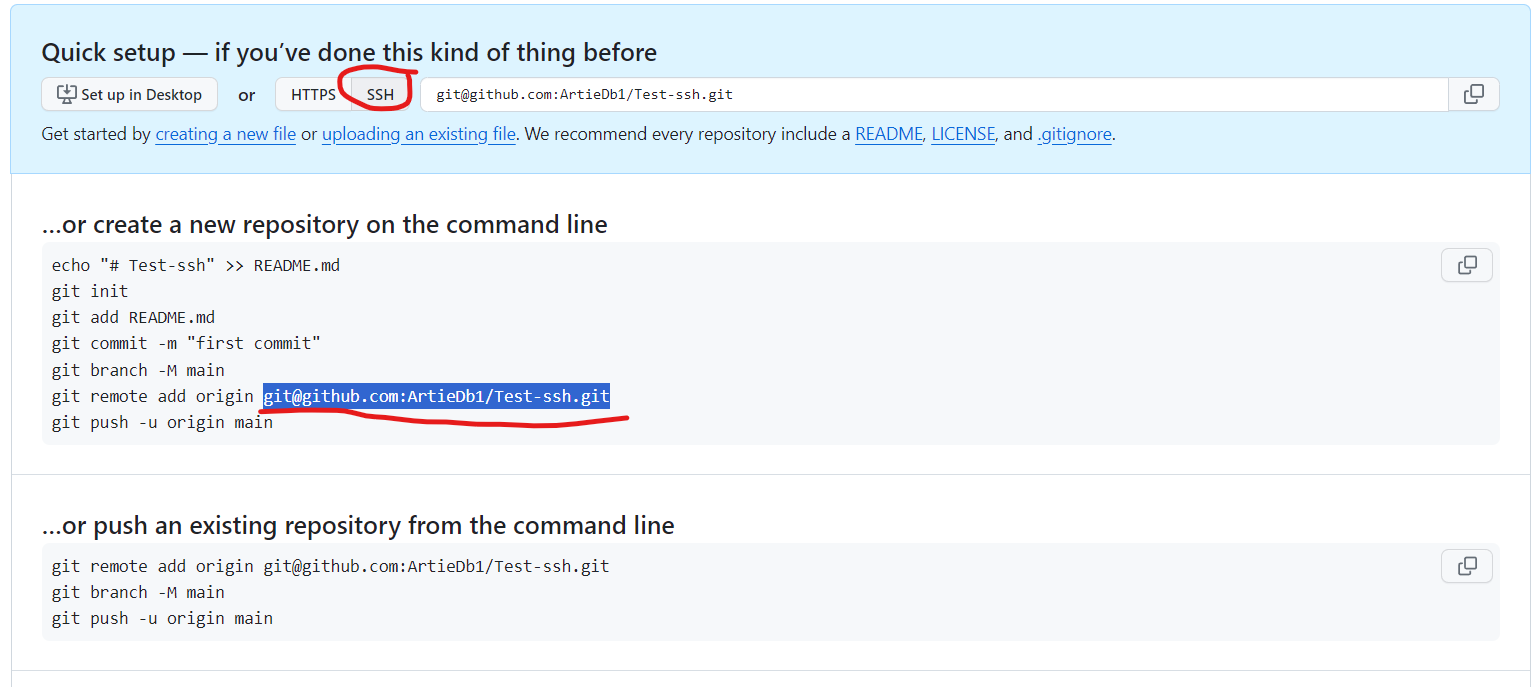 Quick setup — if you've done this kind of thing before
Set up in Desktop or HTTPS SSH git@github.com:ArtieDb1/Test-ssh.git
Get started by creating a new file or uploading an existing file. We recommend every repository include a README, LICENSE, and .gitignore.
...or create a new repository on the command line
echo "# Test-ssh" >> README.md
git init
git add README.md
git commit -m "first commit"
git branch -M main
git remote add origin git@github.com:ArtieDb1/Test-ssh.git
git push -u origin main
...or push an existing repository from the command line
git remote add origin git@github.com:ArtieDb1/Test-ssh.git
git branch -M main
git push -u origin main